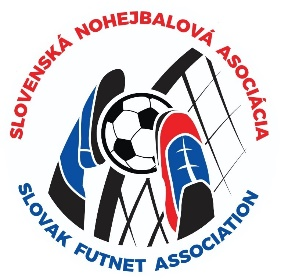 SLOVENSKÁ NOHEJBALOVÁ ASOCIÁCIA
SLOVAK FUTNET ASSOCIATION